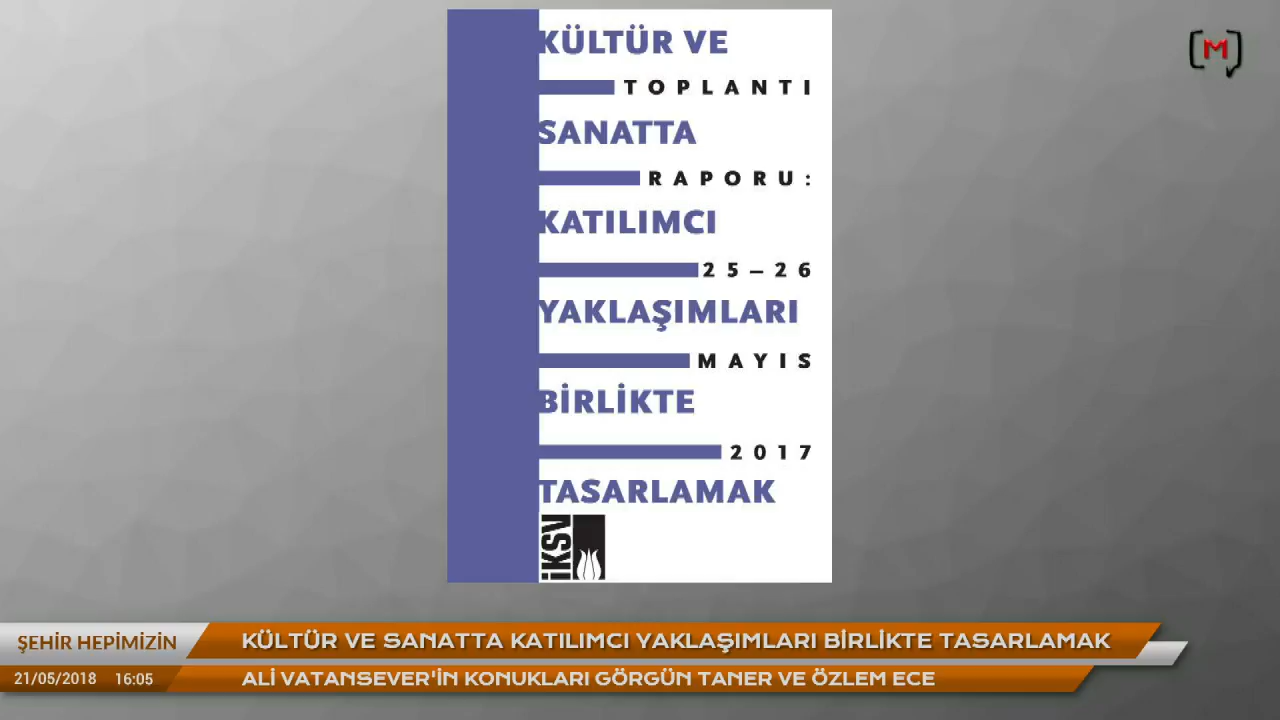 KÜLTÜR VE
TOPLANTI
SANATTA
RAPORU:
KATILIMCI
25–26
YAKLAŞIMLARI
MAYIS
BİRLİKTE
2017
TASARLAMAK
İKSV
[M]
ŞEHİR HEPİMİZİN
KÜLTÜR VE SANATTA KATILIMCI YAKLAŞIMLARI BİRLİKTE TASARLAMAK
21/05/2018 16:05
ALİ VATANSEVER'İN KONUKLARI GÖRGÜN TANER VE ÖZLEM ECE